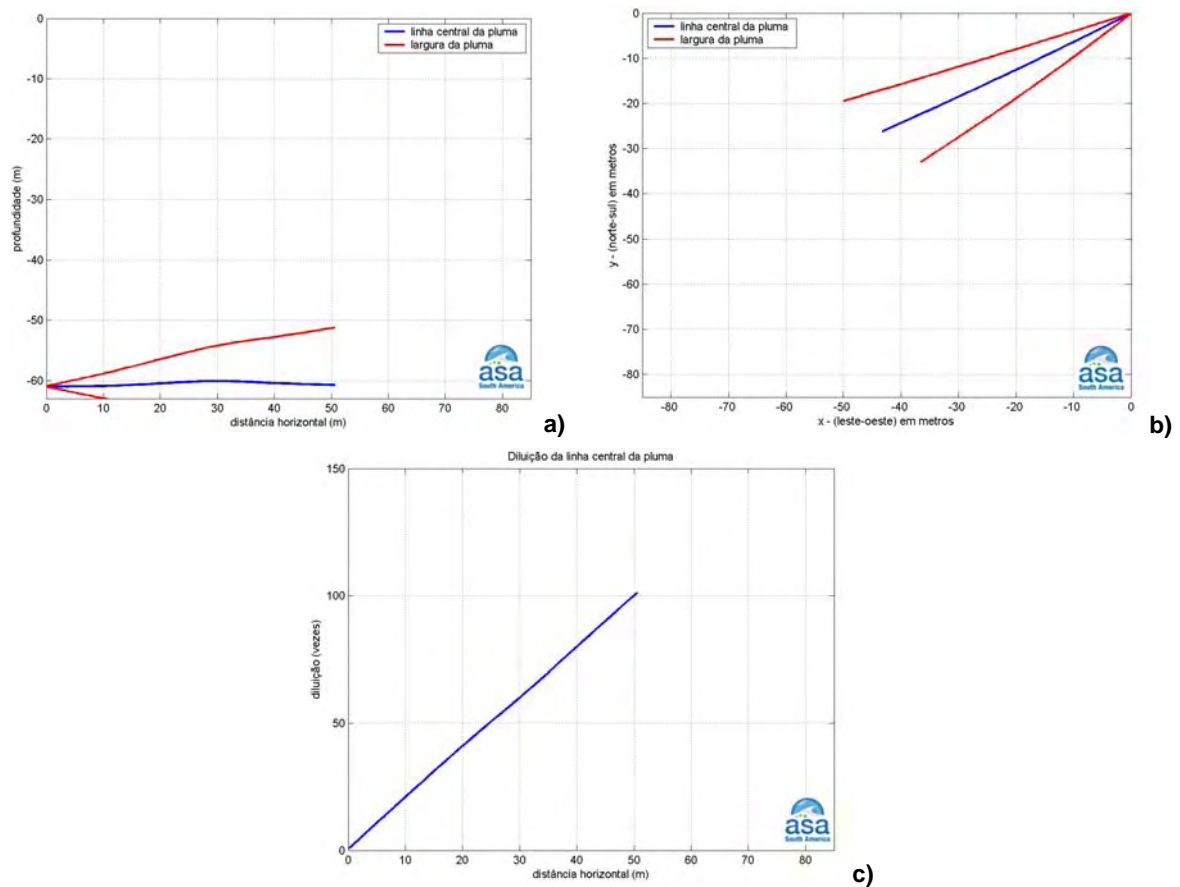 linha central da pluma
largura da pluma
0
-10
-20
-30
-40
-50
-60
profundidade (m)
0 10 20 30 40 50 60 70 80
distância horizontal (m)
asa
South America
a)
linha central da pluma
largura da pluma
0
-10
-20
-30
-40
-50
-60
-70
-80
y - (norte-sul) em metros
-80 -70 -60 -50 -40 -30 -20 -10 0
x - (leste-oeste) em metros
asa
South America
b)
Diluição da linha central da pluma
150
100
50
0
diluição (vezes)
0 10 20 30 40 50 60 70 80
distância horizontal (m)
asa
South America
c)